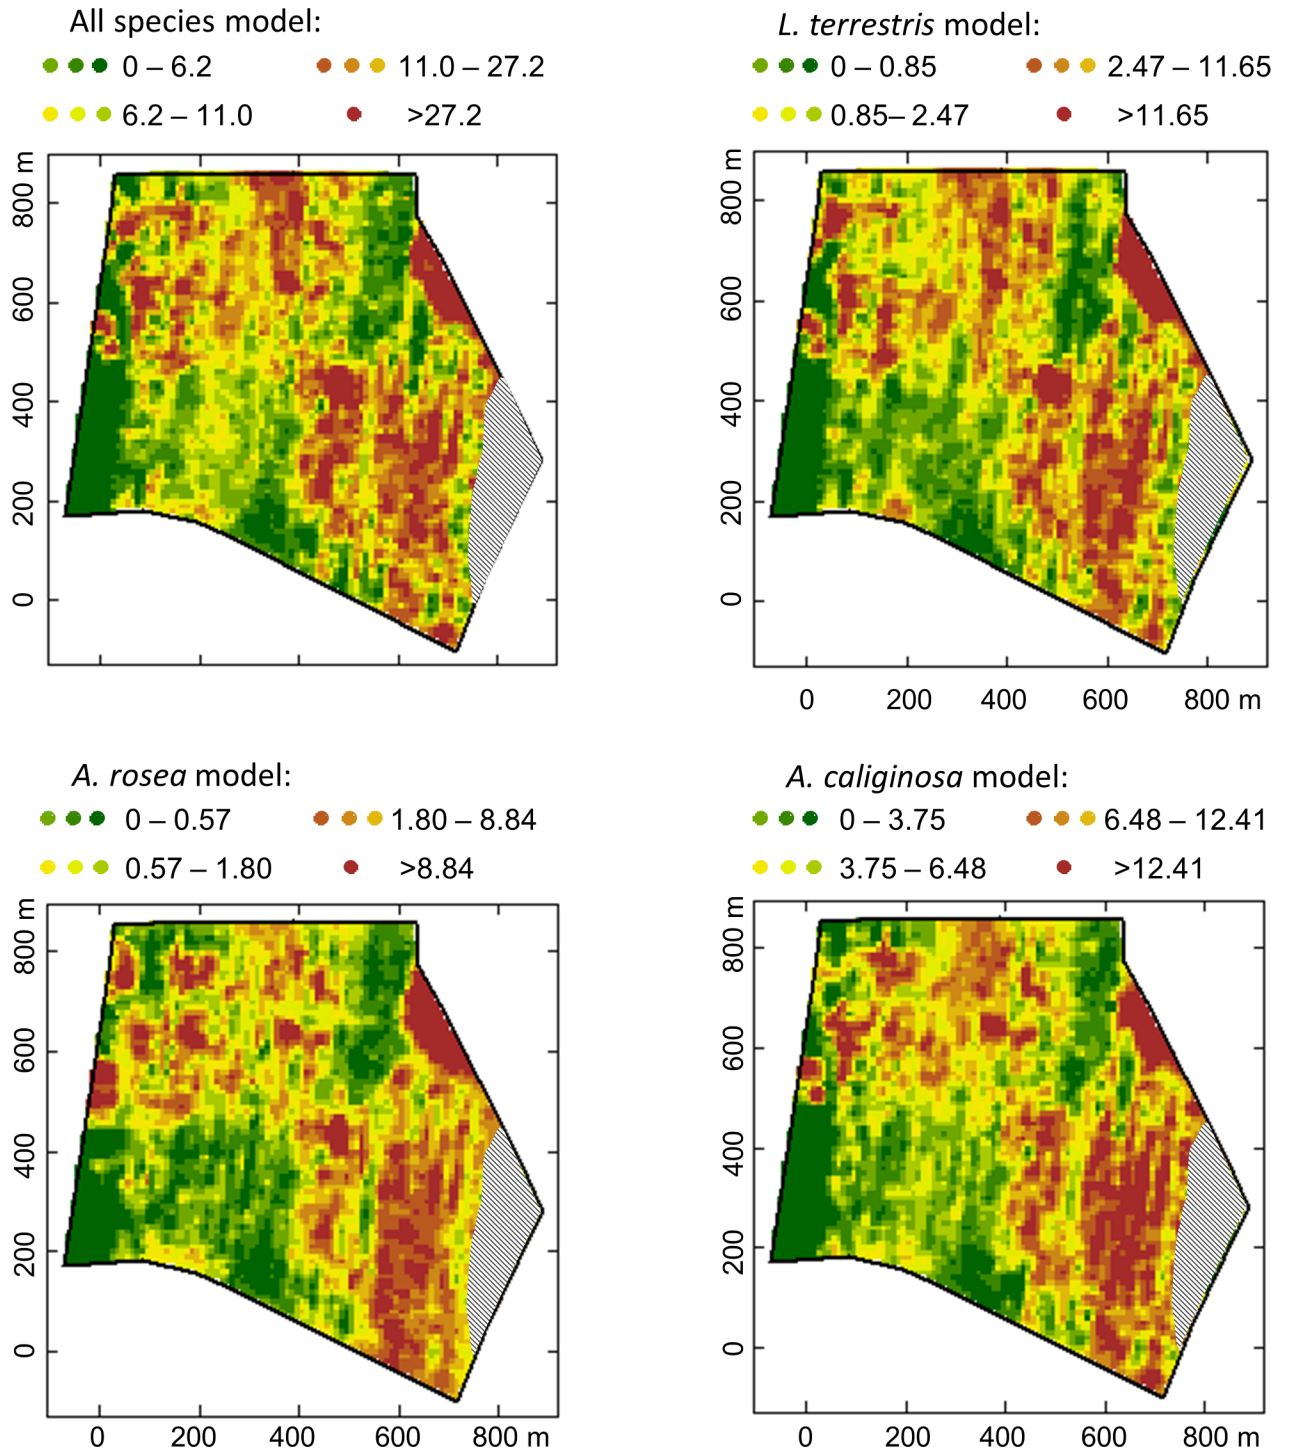 All species model:
0 – 6.2 11.0 – 27.2
6.2 – 11.0 >27.2
800 m
600
400
200
0
L. terrestris model:
0 – 0.85 2.47 – 11.65
0.85– 2.47 >11.65
800 m
600
400
200
0
0 200 400 600 800 m
A. rosea model:
0 – 0.57 1.80 – 8.84
0.57 – 1.80 >8.84
800 m
600
400
200
0
0 200 400 600 800 m
A. caliginosa model:
0 – 3.75 6.48 – 12.41
3.75 – 6.48 >12.41
800 m
600
400
200
0
0 200 400 600 800 m